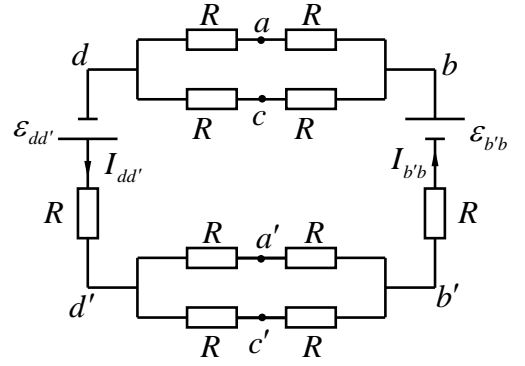 R a R
d b
R c R
ε_{dd'} ε_{b'b}
I_{dd'} I_{b'b}
R R
R a' R
d' b'
R c' R